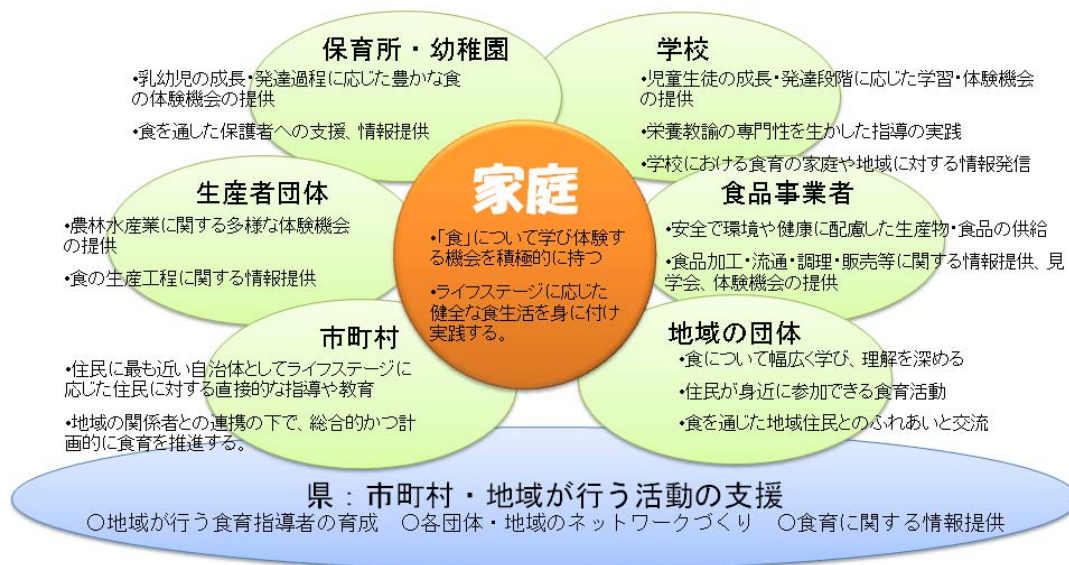 保育所・幼稚園
•乳幼児の成長・発達過程に応じた豊かな食
の体験機会の提供
•食を通した保護者への支援、情報提供
学校
•児童生徒の成長・発達段階に応じた学習・体験機会
の提供
•栄養教諭の専門性を生かした指導の実践
•学校における食育の家庭や地域に対する情報発信
家庭
•「食」について学び体験す
る機会を積極的に持つ
•ライフステージに応じた
健全な食生活を身に付け
実践する。
生産者団体
•農林水産業に関する多様な体験機会
の提供
•食の生産工程に関する情報提供
食品事業者
•安全で環境や健康に配慮した生産物・食品の供給
•食品加工・流通・調理・販売等に関する情報提供、見
学会、体験機会の提供
市町村
•住民に最も近い自治体としてライフステージに
応じた住民に対する直接的な指導や教育
•地域の関係者との連携の下で、総合的かつ計
画的に食育を推進する。
地域の団体
•食について幅広く学び、理解を深める
•住民が身近に参加できる食育活動
•食を通じた地域住民とのふれあいと交流
県：市町村・地域が行う活動の支援
○地域が行う食育指導者の育成　○各団体・地域のネットワークづくり　○食育に関する情報提供